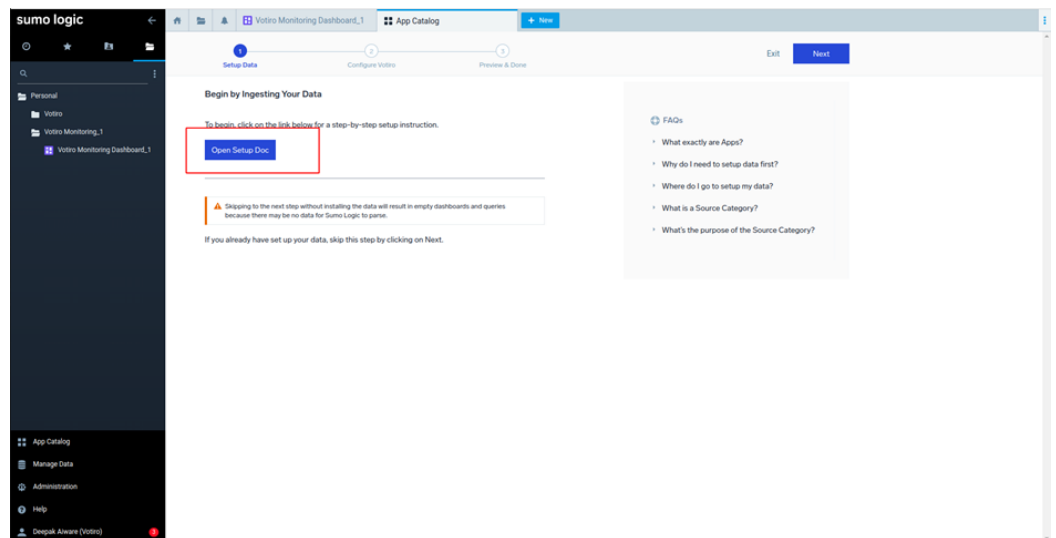 sumo logic
Votiro Monitoring Dashboard_1
App Catalog
+ New
1
2
3
Setup Data
Configure Votiro
Preview & Done
Exit
Next
Personal
Votiro
Votiro Monitoring_1
Votiro Monitoring Dashboard_1
Begin by Ingesting Your Data
To begin, click on the link below for a step-by-step setup instruction.
Open Setup Doc
Skipping to the next step without installing the data will result in empty dashboards and queries
because there may be no data for Sumo Logic to parse.
If you already have set up your data, skip this step by clicking on Next.
FAQs
What exactly are Apps?
Why do I need to setup data first?
Where do I go to setup my data?
What is a Source Category?
What's the purpose of the Source Category?
App Catalog
Manage Data
Administration
Help
Deepak Aiware (Votiro)